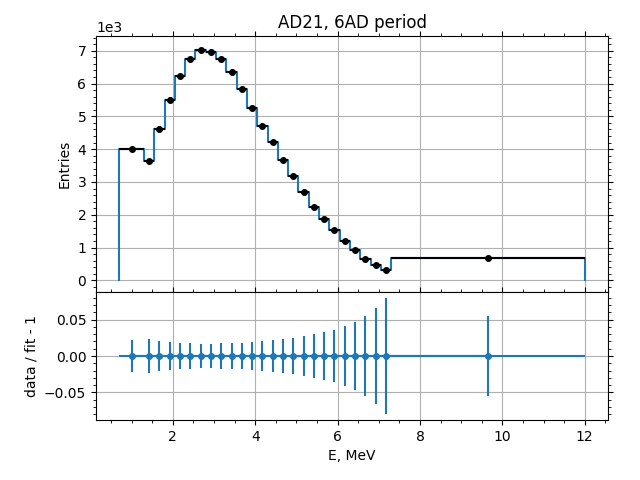 AD21, 6AD period
1e3
7
6
5
4
3
2
1
0
Entries
0.05
0.00
−0.05
data / fit - 1
2 4 6 8 10 12
E, MeV